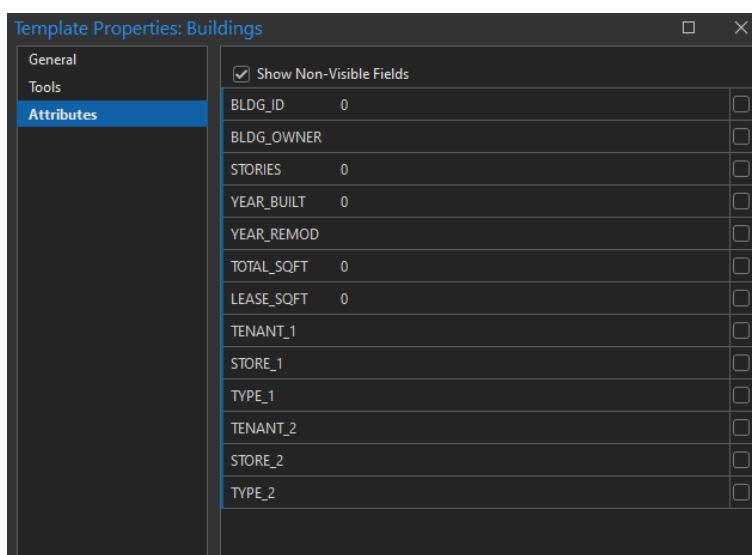 Template Properties: Buildings
General
Tools
Attributes
Show Non-Visible Fields
BLDG_ID 0
BLDG_OWNER
STORIES 0
YEAR_BUILT 0
YEAR_REMOD
TOTAL_SQFT 0
LEASE_SQFT 0
TENANT_1
STORE_1
TYPE_1
TENANT_2
STORE_2
TYPE_2